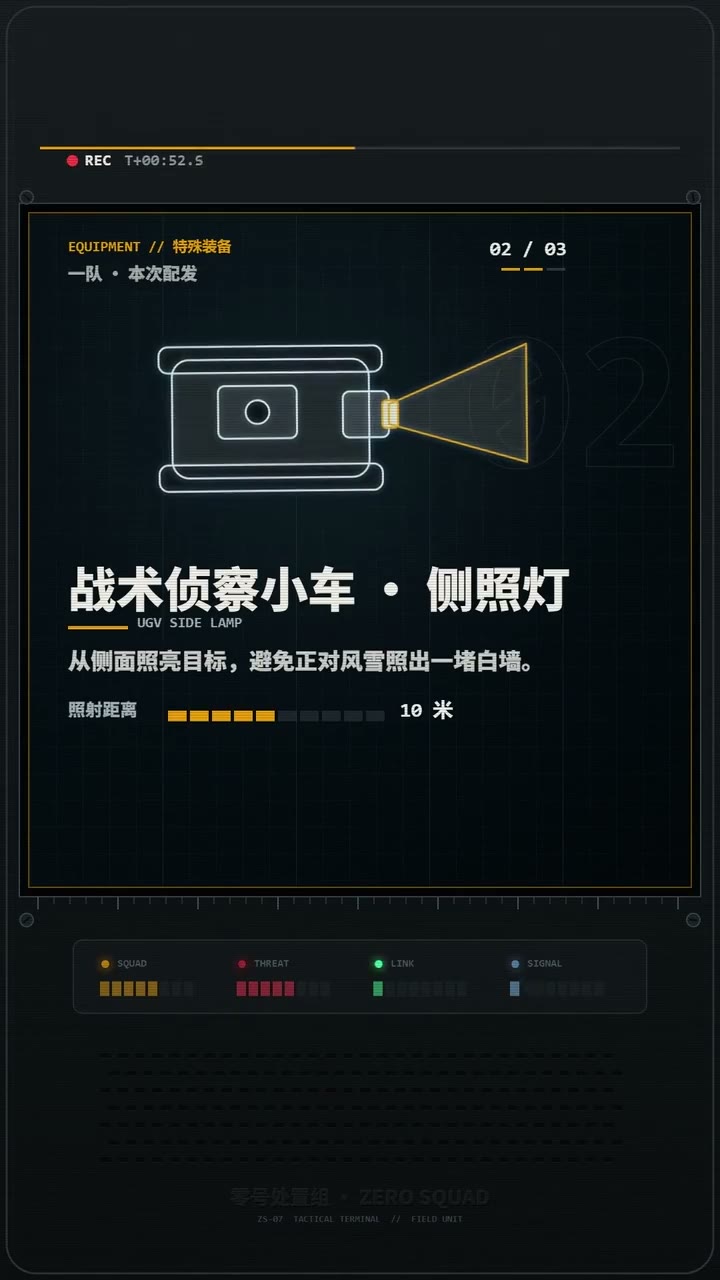 REC T+00:52.S
EQUIPMENT // 特殊装备
02 / 03
一队 • 本次配发
02
战术侦察小车 • 侧照灯
UGV SIDE LAMP
从侧面照亮目标，避免正对风雪照出一堵白墙。
照射距离 10 米
SQUAD THREAT LINK SIGNAL
零号处置组 • ZERO SQUAD
ZS-07 TACTICAL TERMINAL // FIELD UNIT